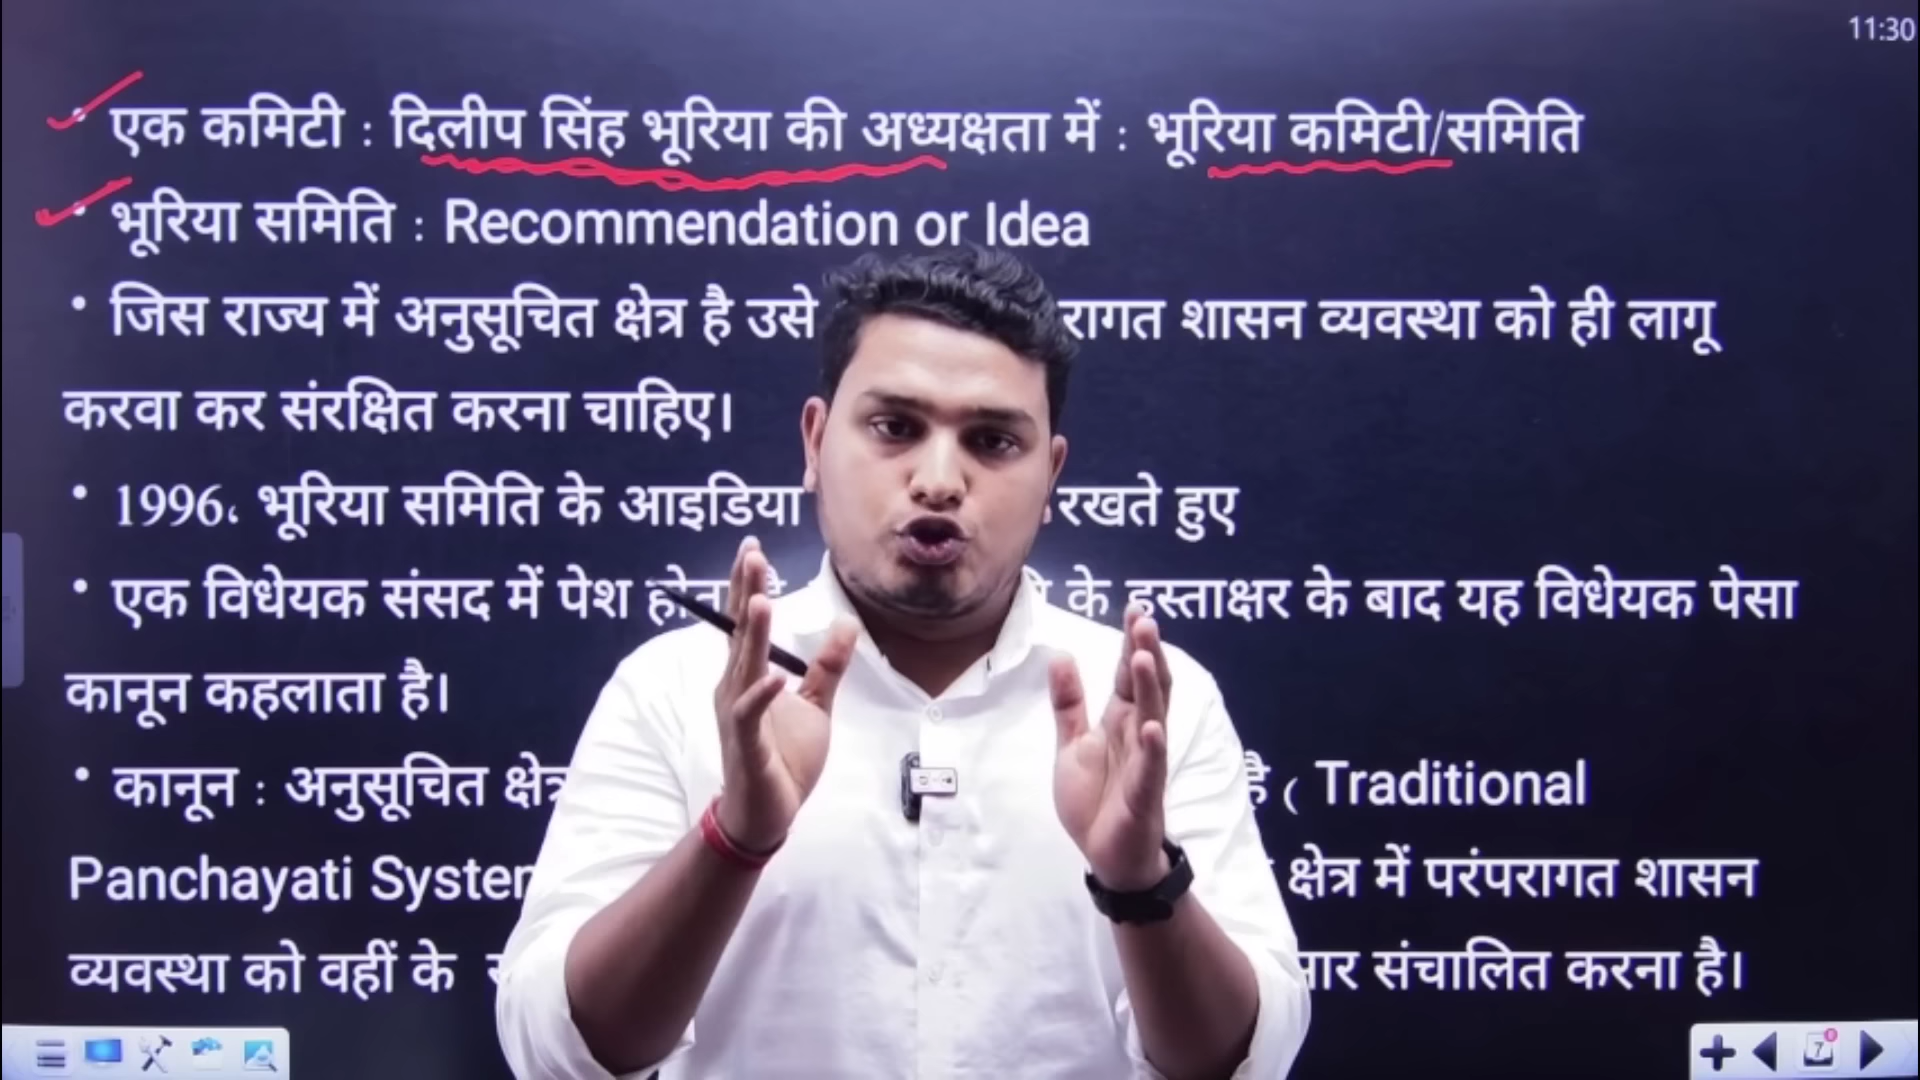 11:30
• एक कमिटी : दिलीप सिंह भूरिया की अध्यक्षता में : भूरिया कमिटी/समिति
• भूरिया समिति : Recommendation or Idea
• जिस राज्य में अनुसूचित क्षेत्र है उसे रागत शासन व्यवस्था को ही लागू
करवा कर संरक्षित करना चाहिए।
• 1996، भूरिया समिति के आइडिया रखते हुए
• एक विधेयक संसद में पेश के हस्ताक्षर के बाद यह विधेयक पेसा
कानून कहलाता है।
• कानून : अनुसूचित है ( Traditional
Panchayati क्षेत्र में परंपरागत शासन
व्यवस्था को वहीं के संचालित करना है।
7